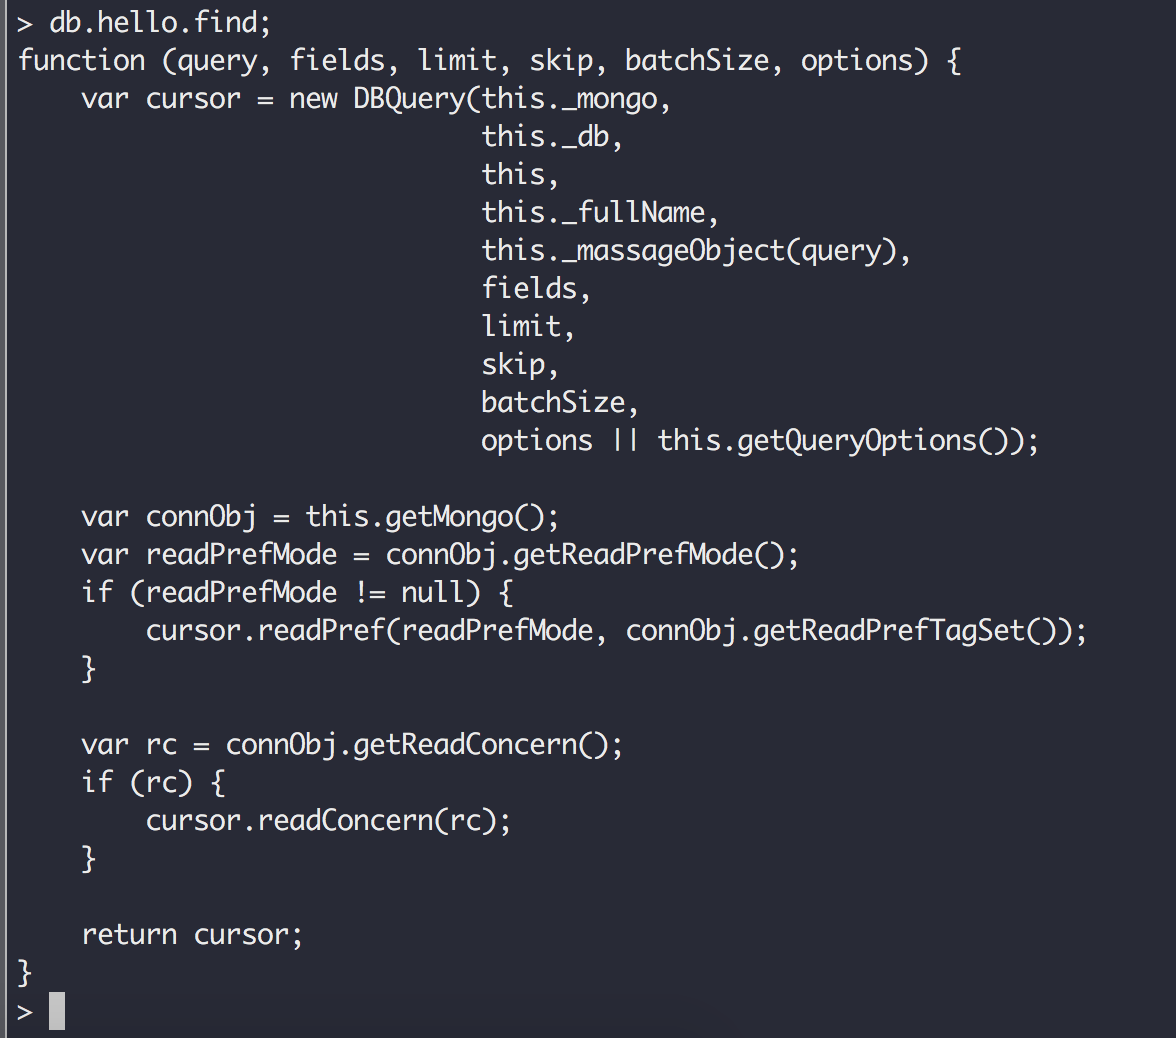 > db.hello.find;
function (query, fields, limit, skip, batchSize, options) {
    var cursor = new DBQuery(this._mongo,
                             this._db,
                             this,
                             this._fullName,
                             this._massageObject(query),
                             fields,
                             limit,
                             skip,
                             batchSize,
                             options || this.getQueryOptions());

    var connObj = this.getMongo();
    var readPrefMode = connObj.getReadPrefMode();
    if (readPrefMode != null) {
        cursor.readPref(readPrefMode, connObj.getReadPrefTagSet());
    }

    var rc = connObj.getReadConcern();
    if (rc) {
        cursor.readConcern(rc);
    }

    return cursor;
}
>